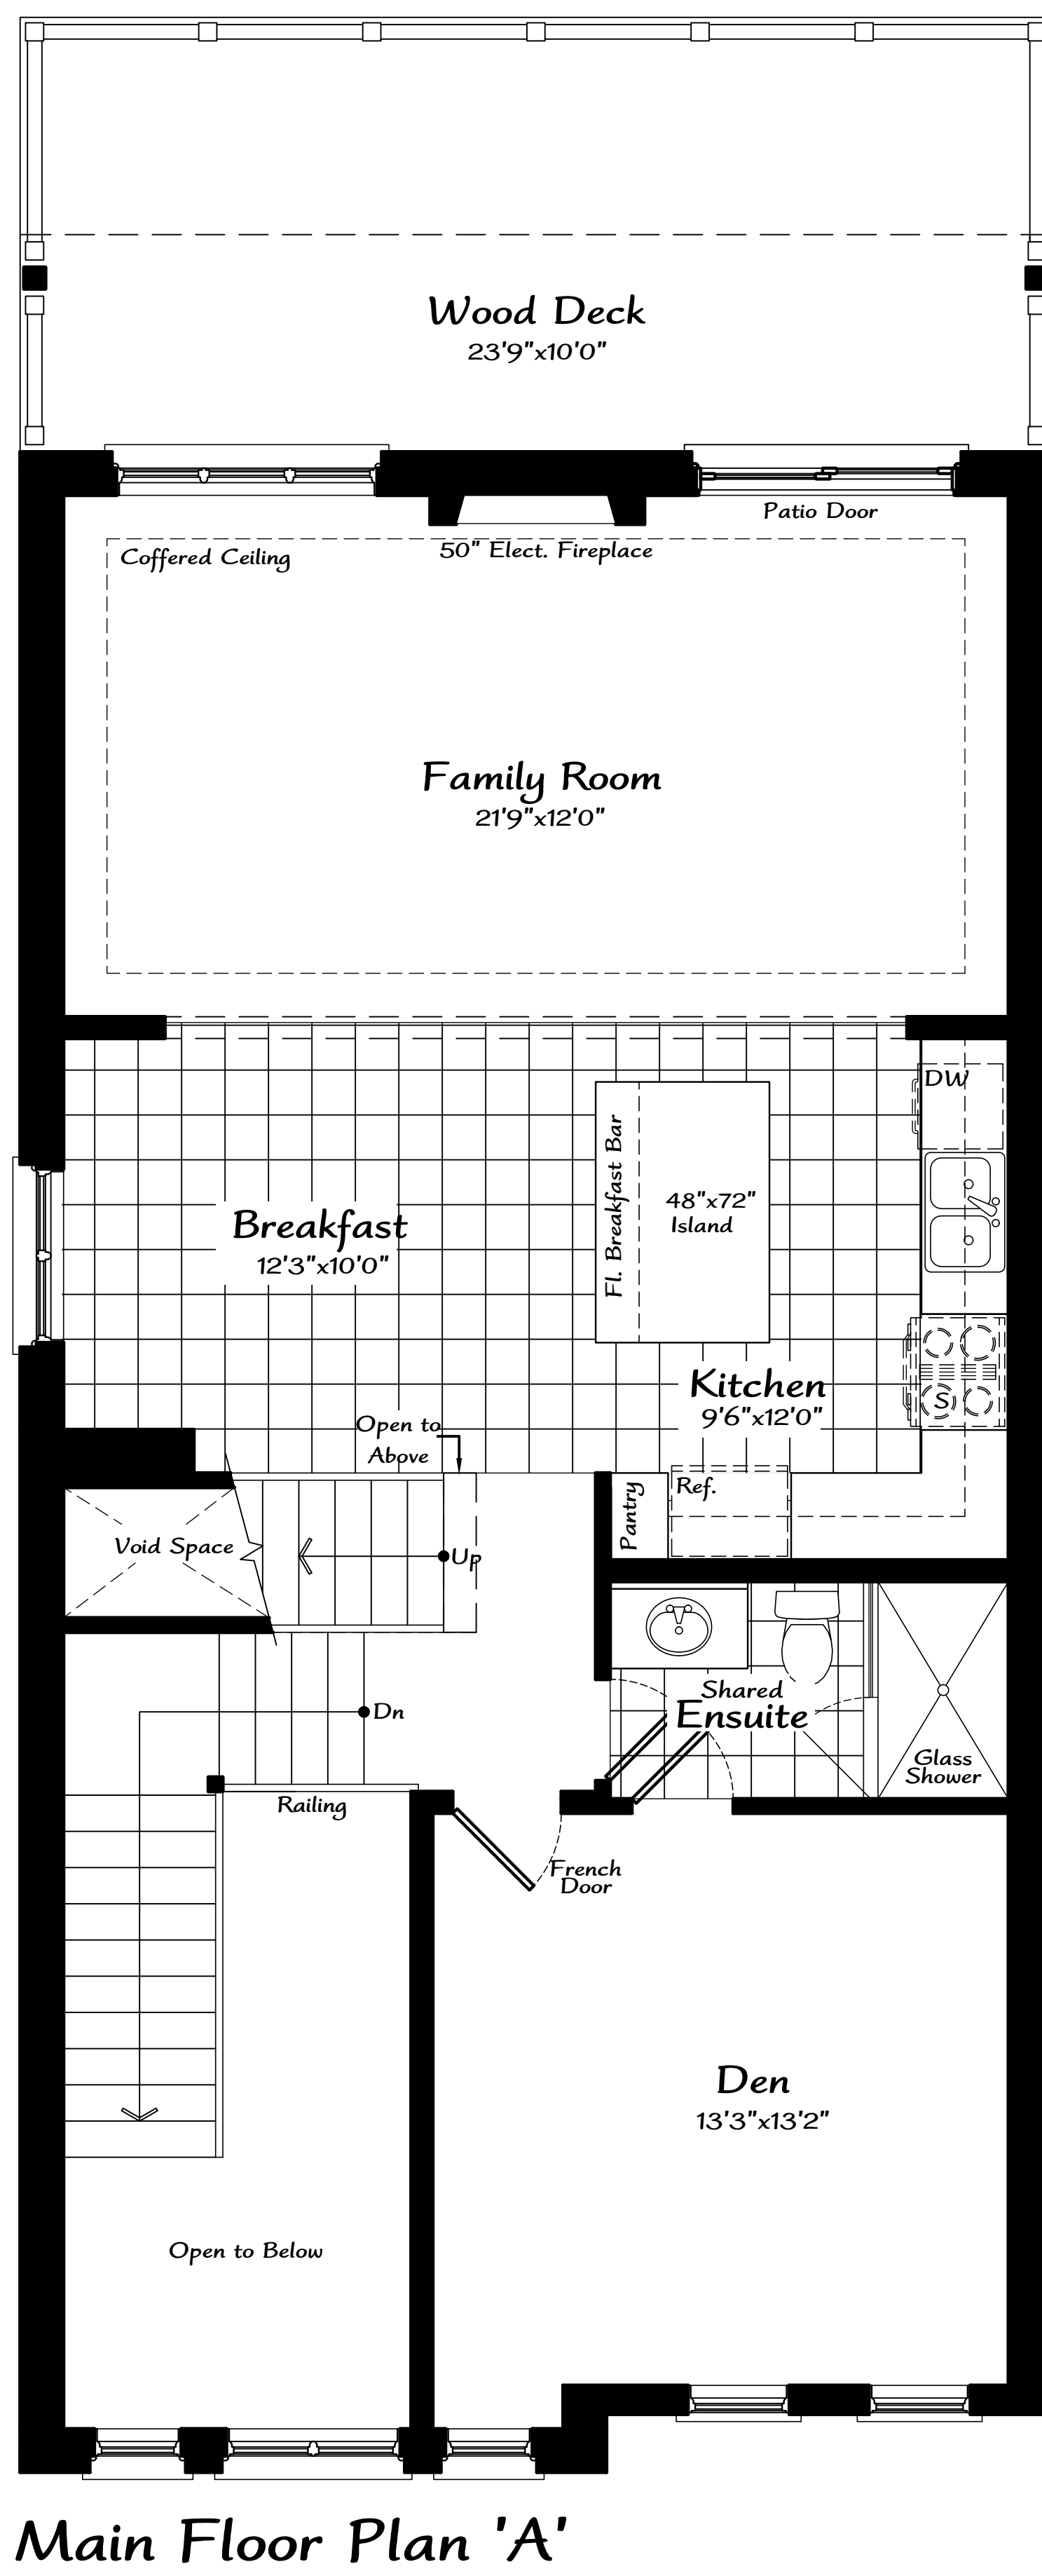 Wood Deck
23'9"x10'0"
Patio Door
Coffered Ceiling
50" Elect. Fireplace
Family Room
21'9"x12'0"
DW
Fl. Breakfast Bar
48"x72"
Island
Breakfast
12'3"x10'0"
Kitchen
9'6"x12'0"
S
Open to
Above
Pantry
Ref.
Void Space
Up
Shared
Ensuite
Dn
Glass
Shower
Railing
French
Door
Den
13'3"x13'2"
Open to Below
Main Floor Plan 'A'